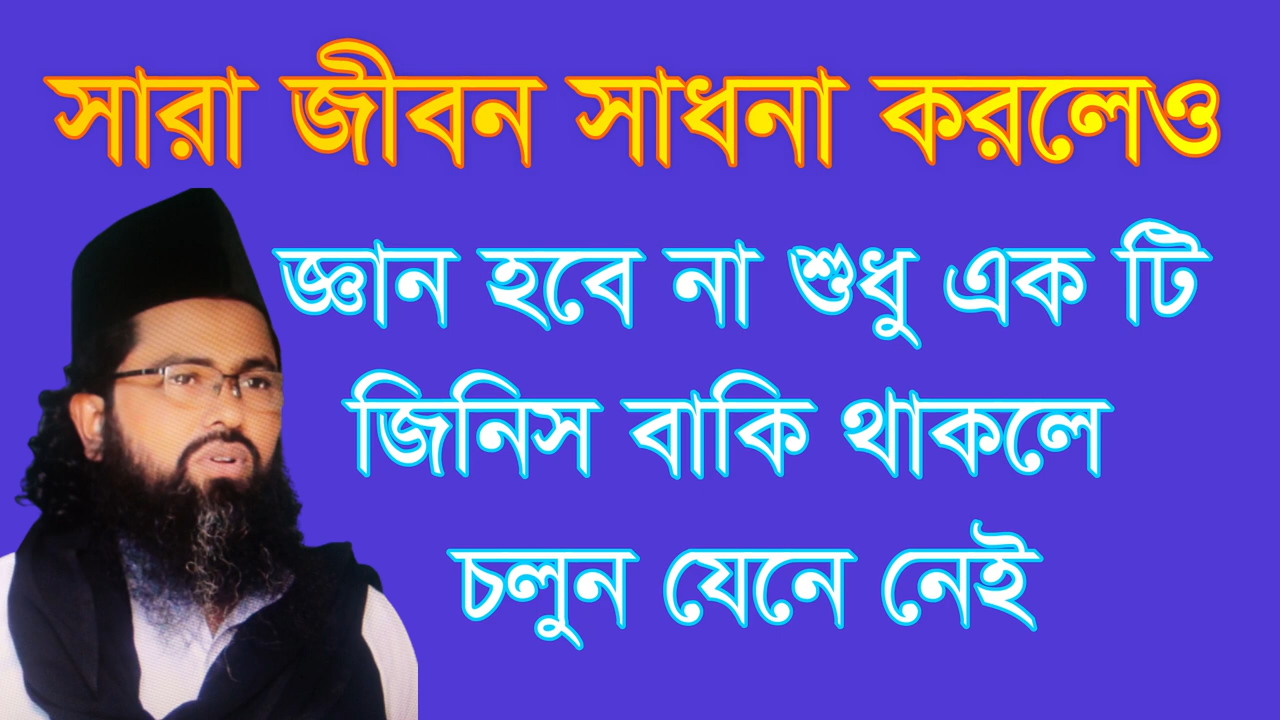 সারা জীবন সাধনা করলেও
জ্ঞান হবে না শুধু এক টি
জিনিস বাকি থাকলে
চলুন যেনে নেই